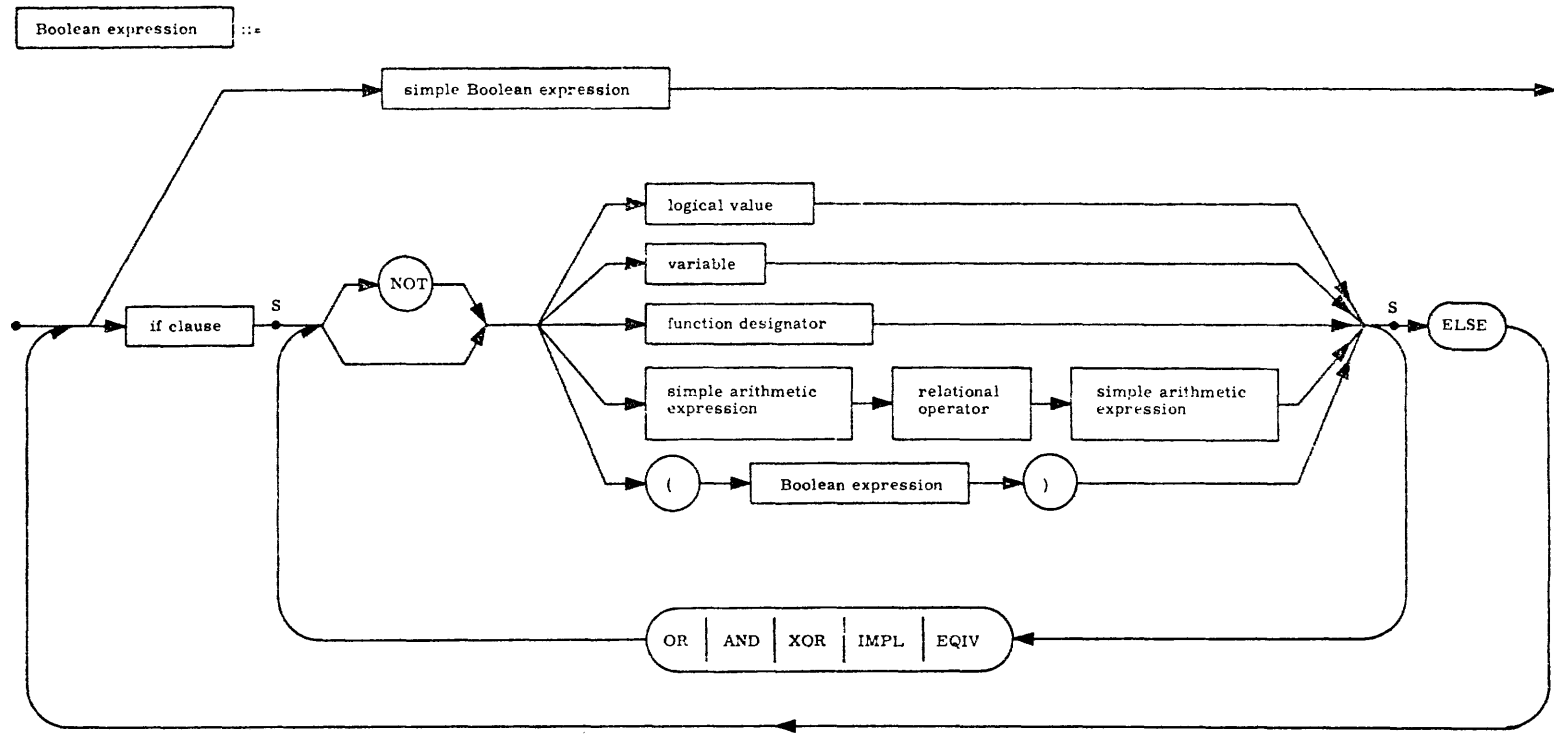 Boolean expression ::=
simple Boolean expression
logical value
variable
NOT
S
if clause
function designator
S
ELSE
simple arithmetic
expression
relational
operator
simple arithmetic
expression
(
Boolean expression
)
OR | AND | XOR | IMPL | EQIV